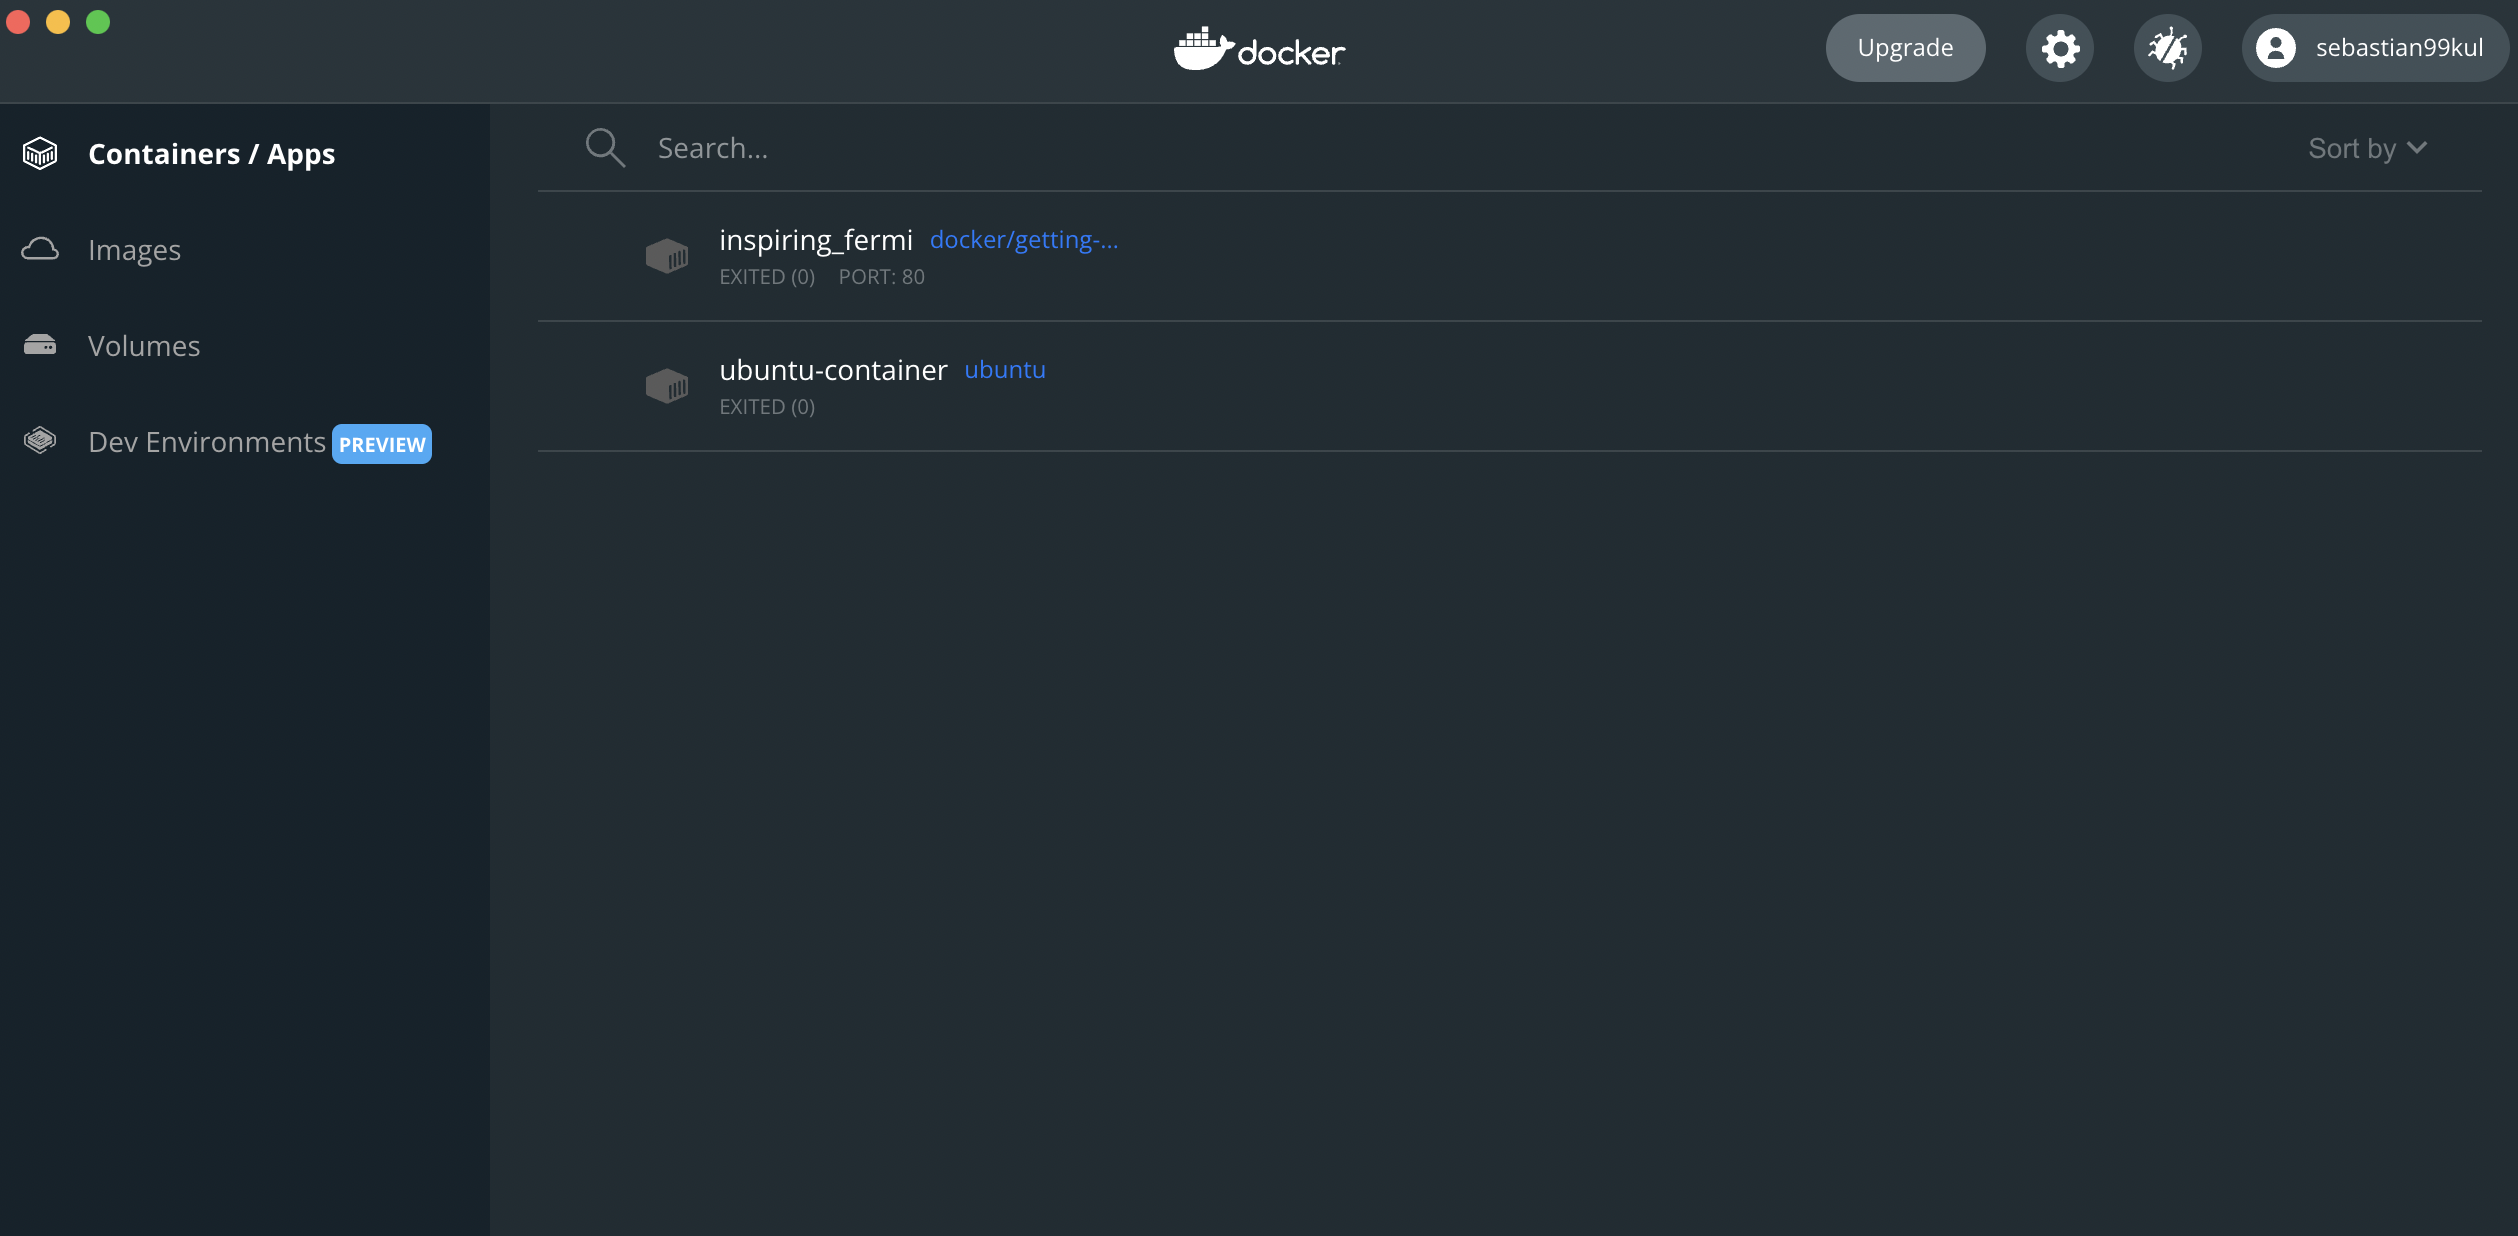 docker
Upgrade
sebastian99kul
Containers / Apps
Images
Volumes
Dev Environments PREVIEW
Search...
Sort by
inspiring_fermi docker/getting-...
EXITED (0) PORT: 80
ubuntu-container ubuntu
EXITED (0)